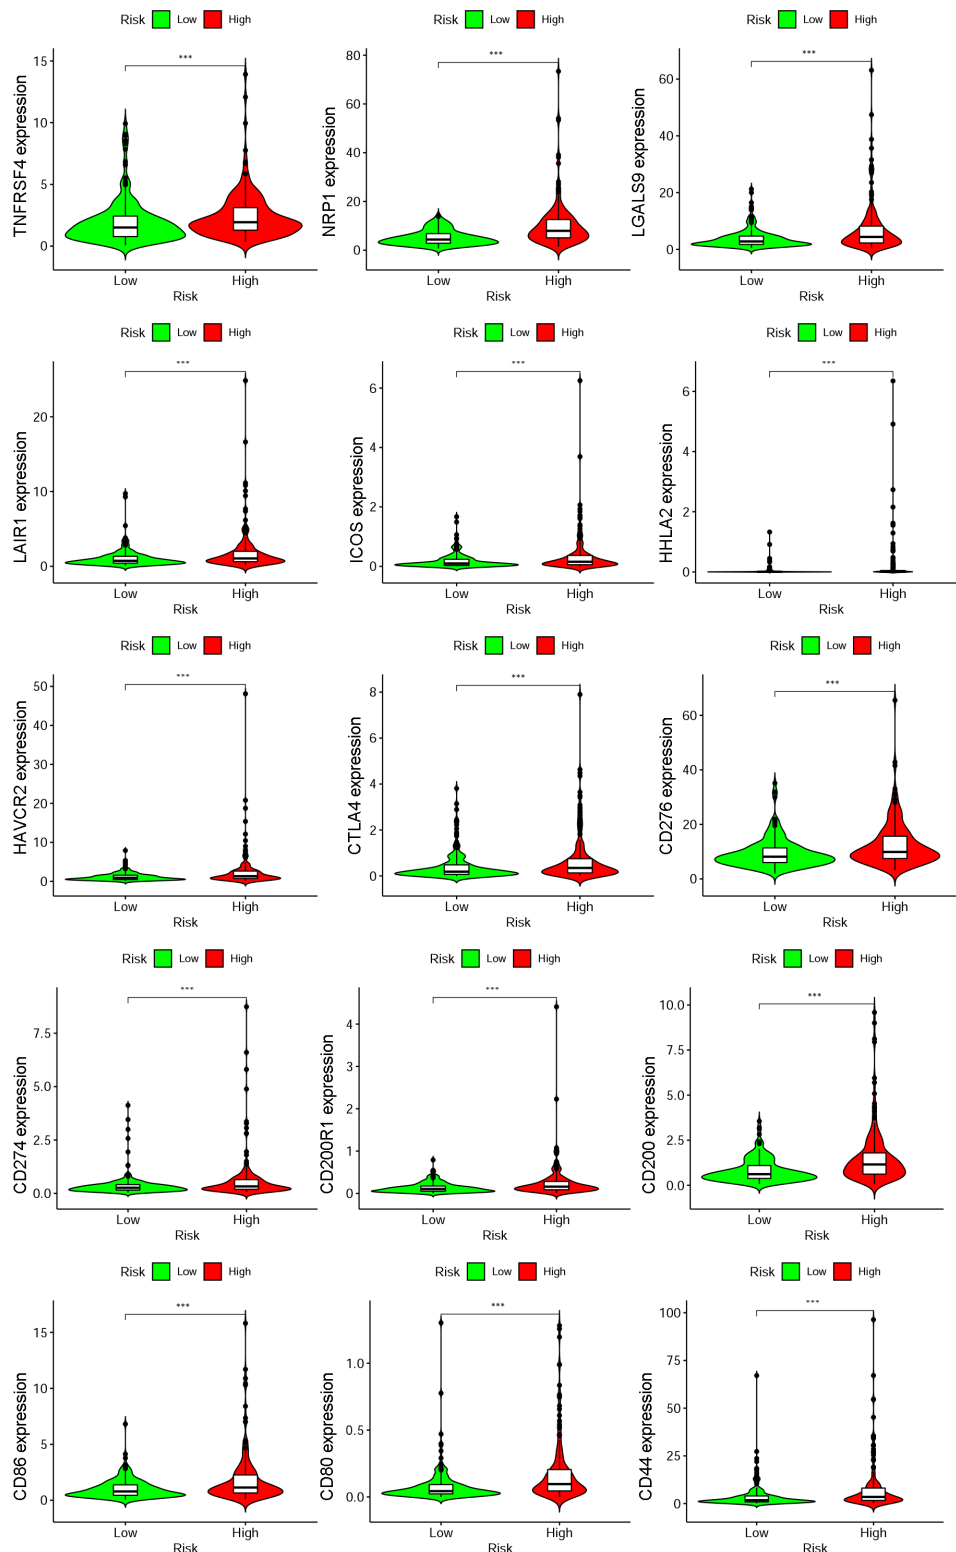 Risk Low High Risk Low High Risk Low High
*** *** ***
TNFRSF4 expression NRP1 expression LGALS9 expression
15 80 60
10 60 40
5 40 20
0 20 0
0
Low High Low High Low High
Risk Risk Risk
Risk Low High Risk Low High Risk Low High
*** *** ***
LAIR1 expression ICOS expression HHLA2 expression
20 6 6
10 4 4
0 2 2
0 0
Low High Low High Low High
Risk Risk Risk
Risk Low High Risk Low High Risk Low High
*** *** ***
HAVCR2 expression CTLA4 expression CD276 expression
50 8 60
40 6 40
30 4 20
20 2 0
10 0
0
Low High Low High Low High
Risk Risk Risk
Risk Low High Risk Low High Risk Low High
*** *** ***
CD274 expression CD200R1 expression CD200 expression
7.5 4 10.0
5.0 3 7.5
2.5 2 5.0
0.0 1 2.5
0 0.0
Low High Low High Low High
Risk Risk Risk
Risk Low High Risk Low High Risk Low High
*** *** ***
CD86 expression CD80 expression CD44 expression
15 1.0 100
10 0.5 75
5 0.0 50
0 25
0
Low High Low High Low High
Risk Risk Risk